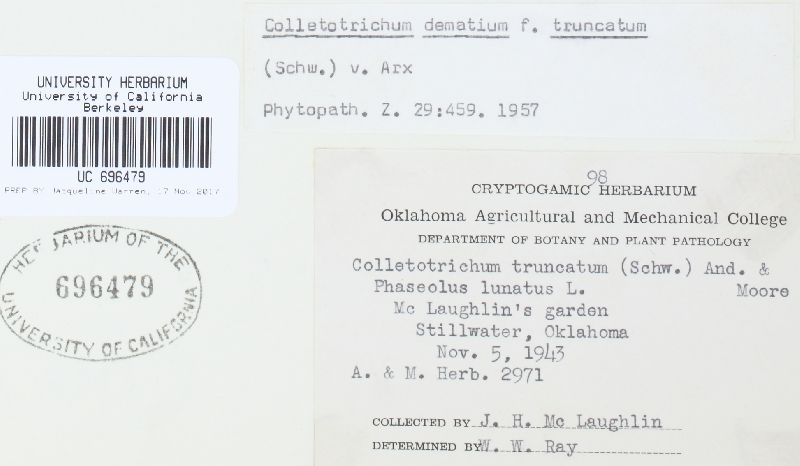 Colletotrichum dematium f. truncatum
(Schw.) v. Arx
Phytopath. Z. 29:459. 1957
UNIVERSITY HERBARIUM
University of California
Berkeley
UC 696479
PREP BY Jacqueline Warren, 17 Nov 2017
HERBARIUM OF THE
696479
UNIVERSITY OF CALIFORNIA
98
CRYPTOGAMIC HERBARIUM
Oklahoma Agricultural and Mechanical College
DEPARTMENT OF BOTANY AND PLANT PATHOLOGY
Colletotrichum truncatum (Schw.) And. &
Phaseolus lunatus L. Moore
Mc Laughlin's garden
Stillwater, Oklahoma
Nov. 5, 1943
A. & M. Herb. 2971
COLLECTED BY J. H. Mc Laughlin
DETERMINED BY W. W. Ray